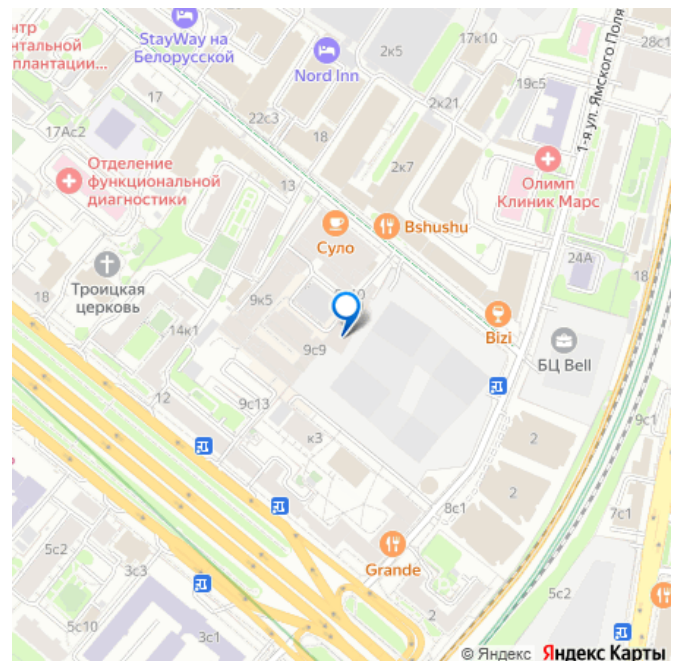 нтр
нтальной
плантации...
StayWay на
Белорусской
Nord Inn
2к5
17к10
28с1
19с5
1-я ул. Ямского Поля
17
22с3
18
2к21
17Ас2
2к7
Олимп
Клиник Марс
Отделение
функциональной
диагностики
13
Суло
Bshushu
24А
18
Троицкая
церковь
18
9к5
14к1
9с9
Bizi
БЦ Bell
12
9с13
к3
2
9с1
2
8с1
7с1
Grande
5с2
3с3
5с2
2
5с10
3с1
© Яндекс Яндекс Карты